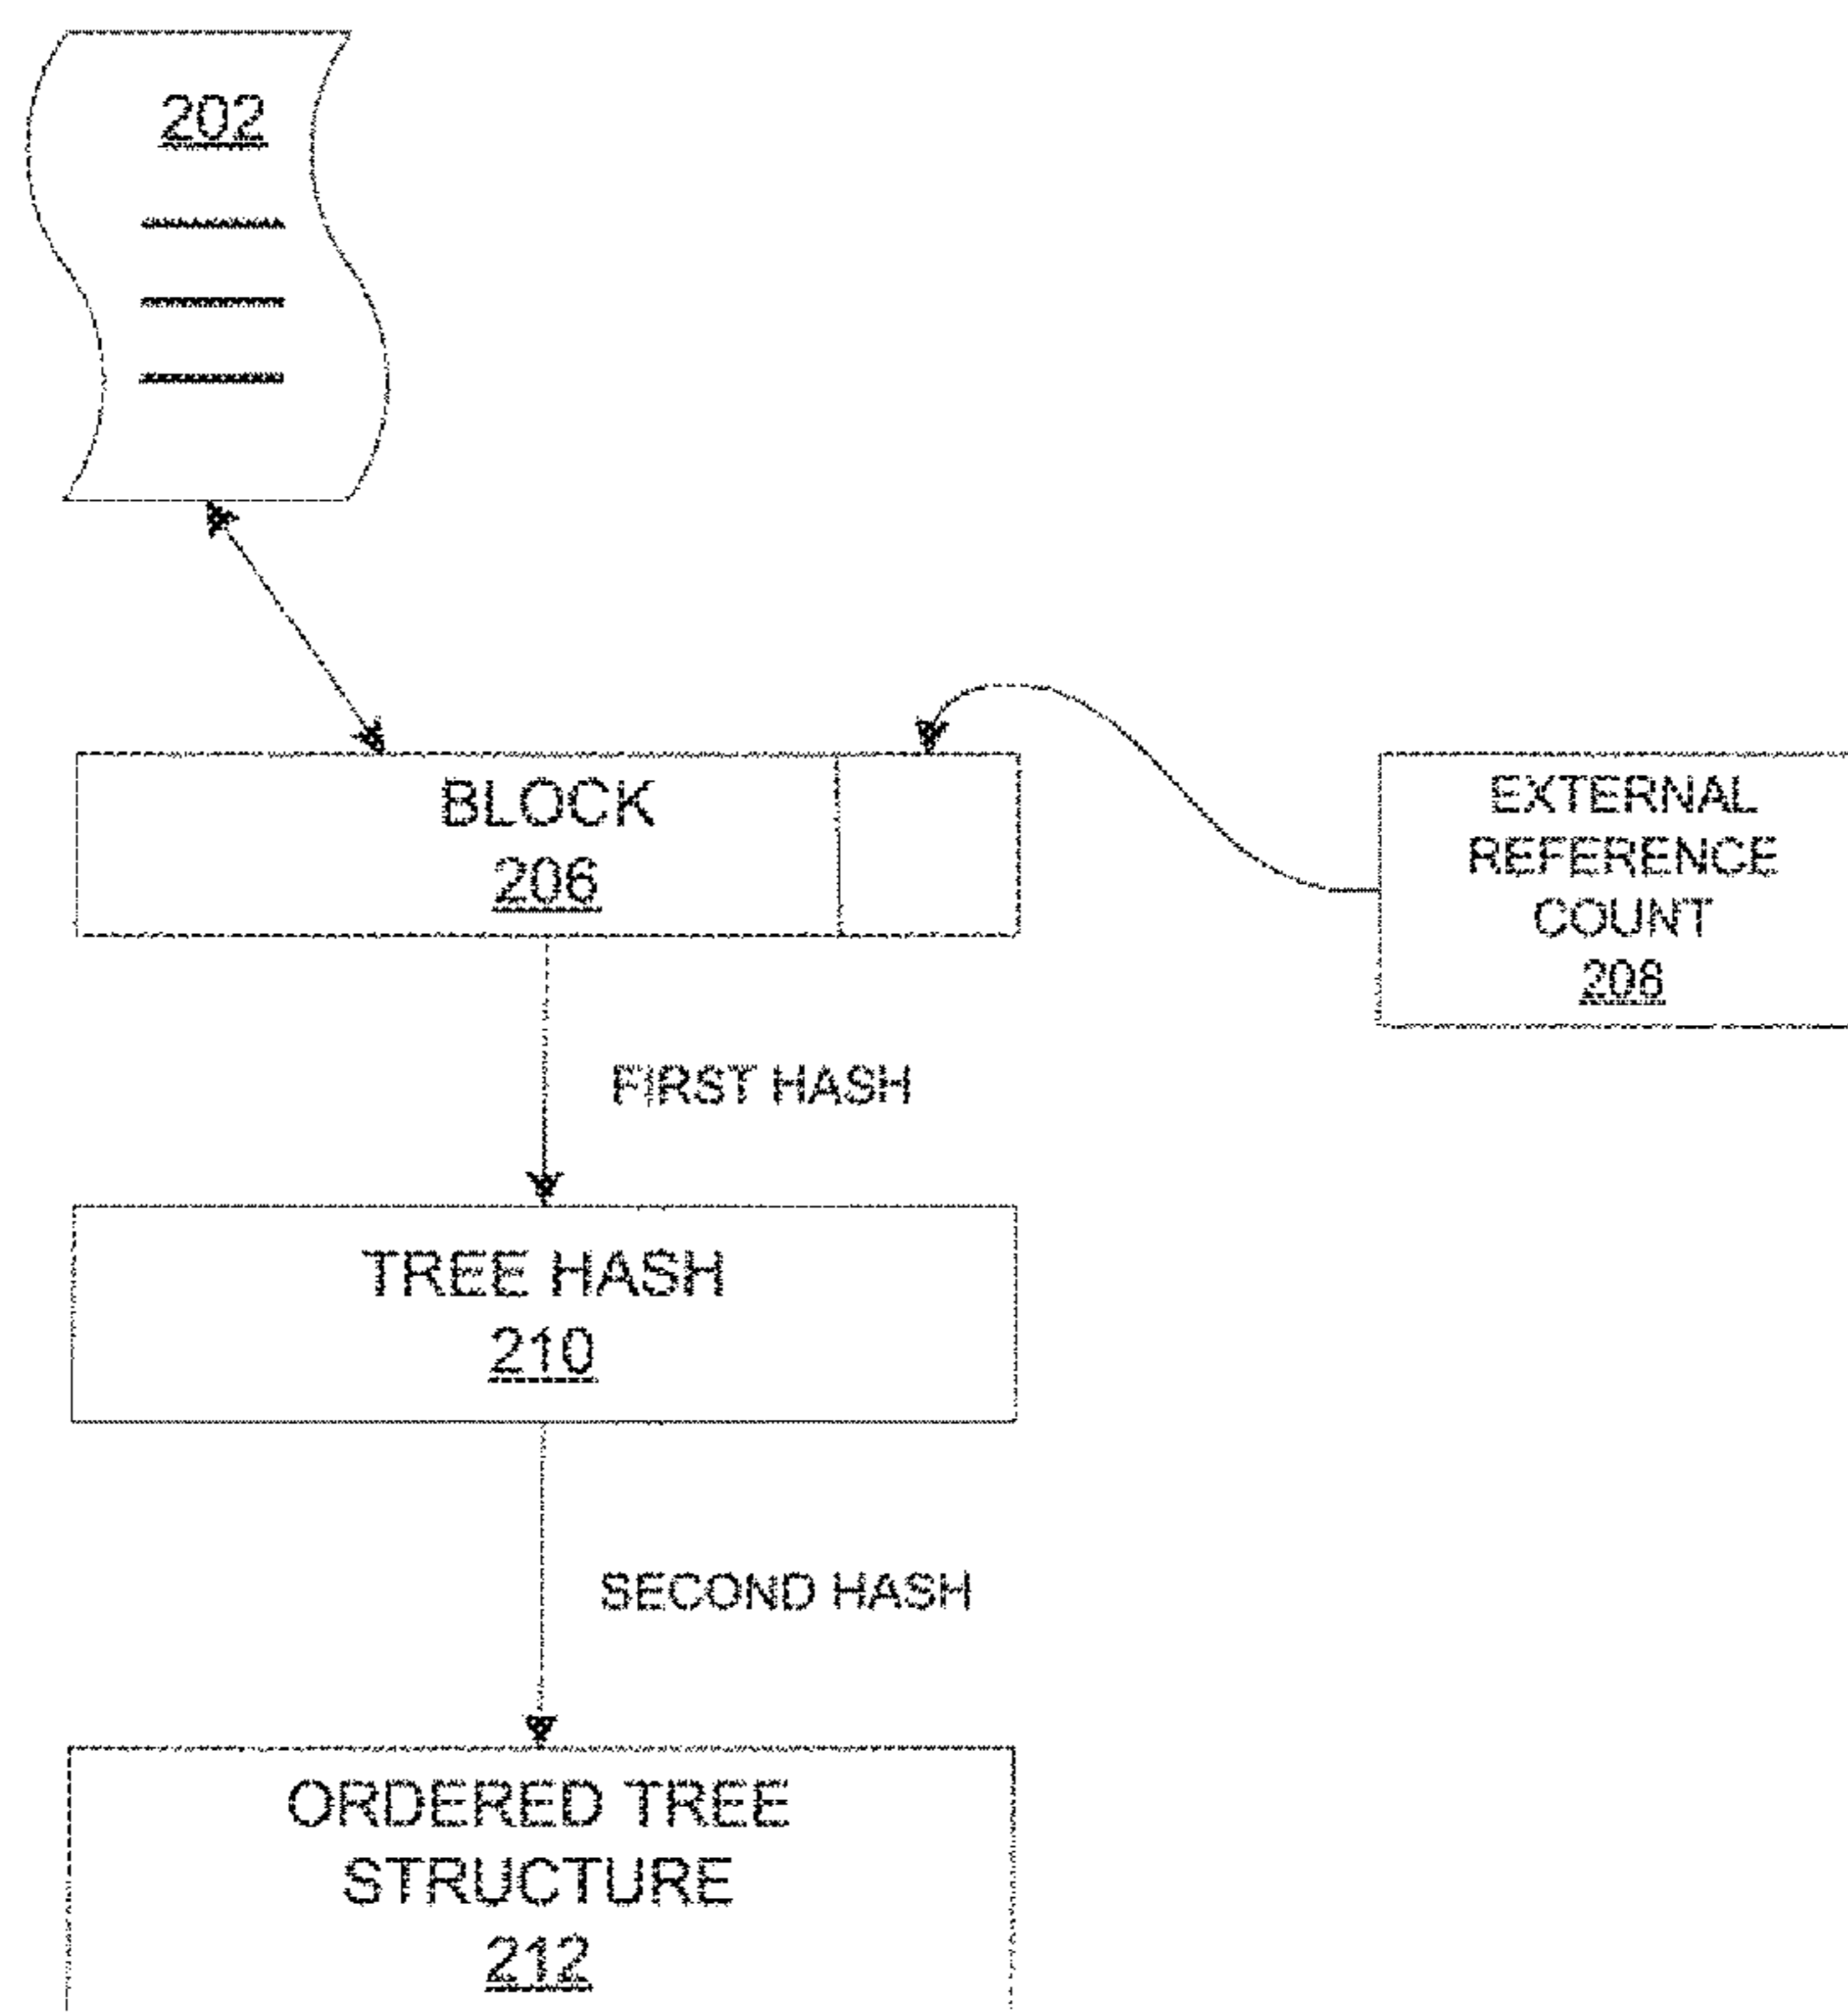 202
BLOCK
206
EXTERNAL
REFERENCE
COUNT
208
FIRST HASH
TREE HASH
210
SECOND HASH
ORDERED TREE
STRUCTURE
212